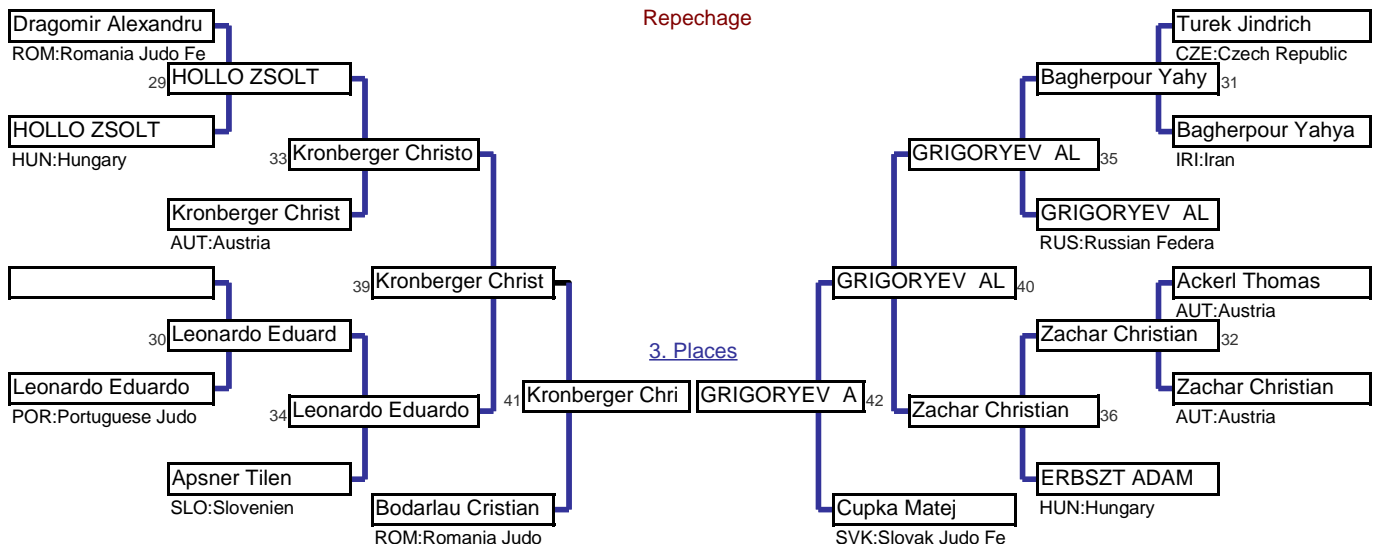 Repechage
Dragomir Alexandru
ROM:Romania Judo Fe
29 HOLLO ZSOLT
HOLLO ZSOLT
HUN:Hungary
33 Kronberger Christo
Kronberger Christ
AUT:Austria
39 Kronberger Christ
30 Leonardo Eduard
Leonardo Eduardo
POR:Portuguese Judo
34 Leonardo Eduardo
Apsner Tilen
SLO:Slovenien
41 Kronberger Chri
Bodarlau Cristian
ROM:Romania Judo
3. Places
Turek Jindrich
CZE:Czech Republic
Bagherpour Yahy 31
Bagherpour Yahya
IRI:Iran
GRIGORYEV AL 35
GRIGORYEV AL
RUS:Russian Federa
GRIGORYEV AL 40
Ackerl Thomas
AUT:Austria
Zachar Christian 32
Zachar Christian
AUT:Austria
GRIGORYEV A 42
Zachar Christian 36
ERBSZT ADAM
HUN:Hungary
Cupka Matej
SVK:Slovak Judo Fe